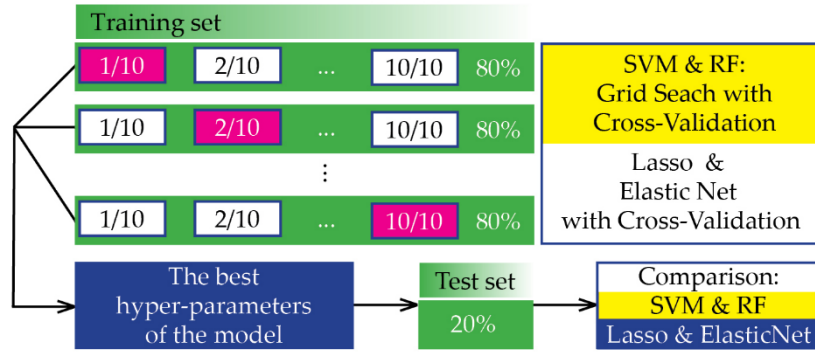 Training set
1/10 2/10 ... 10/10 80%
1/10 2/10 ... 10/10 80%
⋮
1/10 2/10 ... 10/10 80%
SVM & RF:
Grid Seach with
Cross-Validation
Lasso &
Elastic Net
with Cross-Validation
The best
hyper-parameters
of the model
Test set
20%
Comparison:
SVM & RF
Lasso & ElasticNet